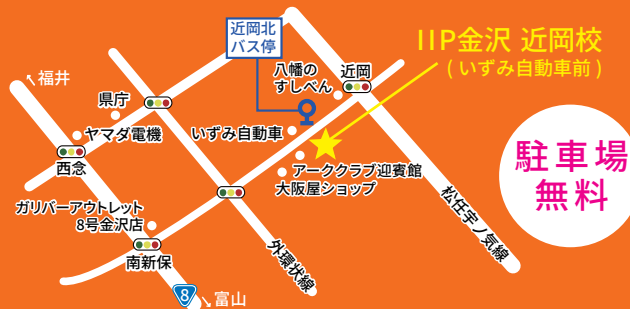 近岡北
バス停
IIP金沢 近岡校
( いずみ自動車前 )
八幡の
すしべん
近岡
↖福井
県庁
ヤマダ電機
いずみ自動車
西念
アーククラブ迎賓館
大阪屋ショップ
駐車場
無料
ガリバーアウトレット
8号金沢店
南新保
外環状線
松任宇ノ気線
8
↘富山